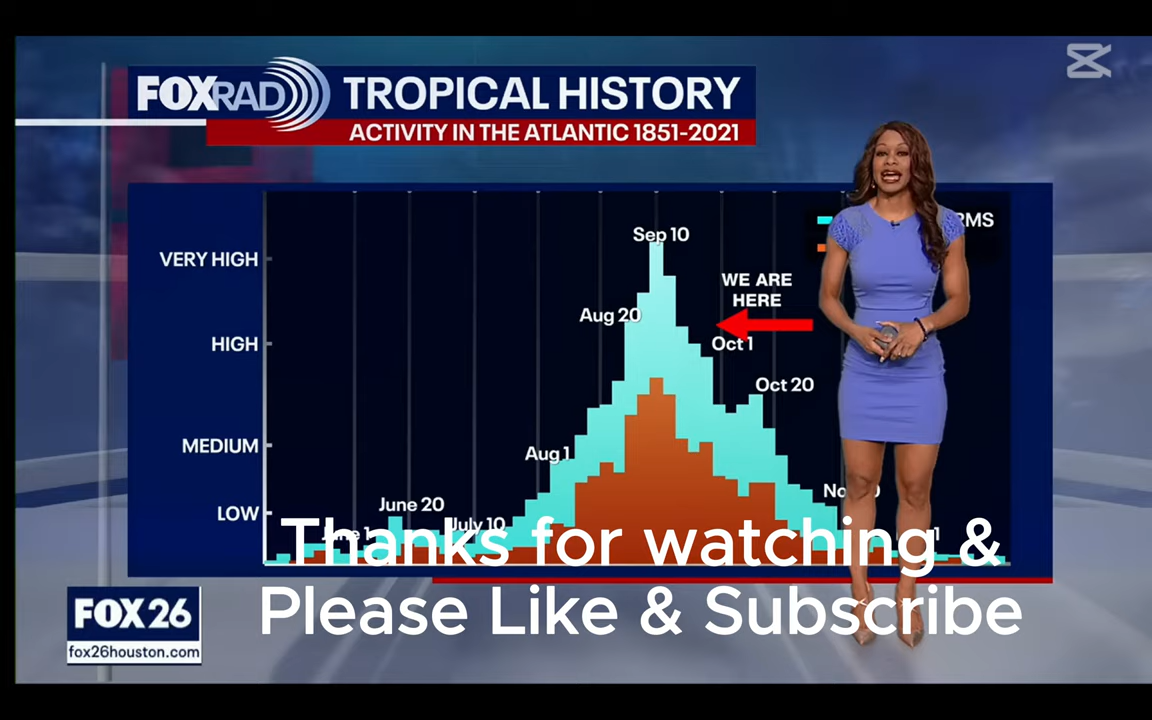 FOXRAD
TROPICAL HISTORY
ACTIVITY IN THE ATLANTIC 1851-2021
RMS
VERY HIGH
HIGH
MEDIUM
LOW
Sep 10
WE ARE
HERE
Aug 20
Oct 1
Oct 20
Aug 1
June 20
July 10
Thanks for watching &
Please Like & Subscribe
FOX 26
fox26houston.com